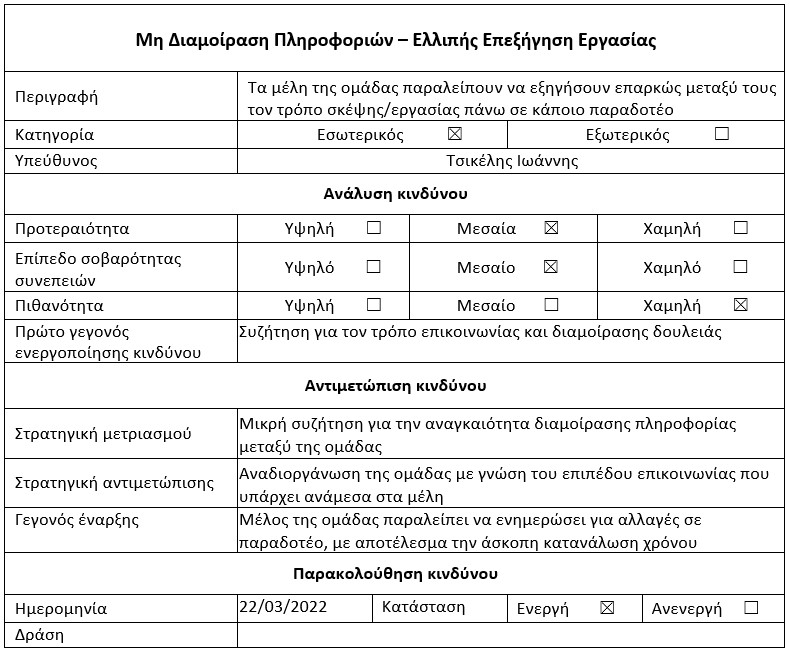 Μη Διαμοίραση Πληροφοριών – Ελλιπής Επεξήγηση Εργασίας
Περιγραφή
Τα μέλη της ομάδας παραλείπουν να εξηγήσουν επαρκώς μεταξύ τους
τον τρόπο σκέψης/εργασίας πάνω σε κάποιο παραδοτέο
Κατηγορία Εσωτερικός ☒ Εξωτερικός ☐
Υπεύθυνος Τσικέλης Ιωάννης
Ανάλυση κινδύνου
Προτεραιότητα Υψηλή ☐ Μεσαία ☒ Χαμηλή ☐
Επίπεδο σοβαρότητας
συνεπειών
Υψηλό ☐ Μεσαίο ☒ Χαμηλό ☐
Πιθανότητα Υψηλή ☐ Μεσαίο ☐ Χαμηλή ☒
Πρώτο γεγονός
ενεργοποίησης κινδύνου
Συζήτηση για τον τρόπο επικοινωνίας και διαμοίρασης δουλειάς
Αντιμετώπιση κινδύνου
Στρατηγική μετριασμού
Μικρή συζήτηση για την αναγκαιότητα διαμοίρασης πληροφορίας
μεταξύ της ομάδας
Στρατηγική αντιμετώπισης
Αναδιοργάνωση της ομάδας με γνώση του επιπέδου επικοινωνίας που
υπάρχει ανάμεσα στα μέλη
Γεγονός έναρξης
Μέλος της ομάδας παραλείπει να ενημερώσει για αλλαγές σε
παραδοτέο, με αποτέλεσμα την άσκοπη κατανάλωση χρόνου
Παρακολούθηση κινδύνου
Ημερομηνία 22/03/2022 Κατάσταση Ενεργή ☒ Ανενεργή ☐
Δράση